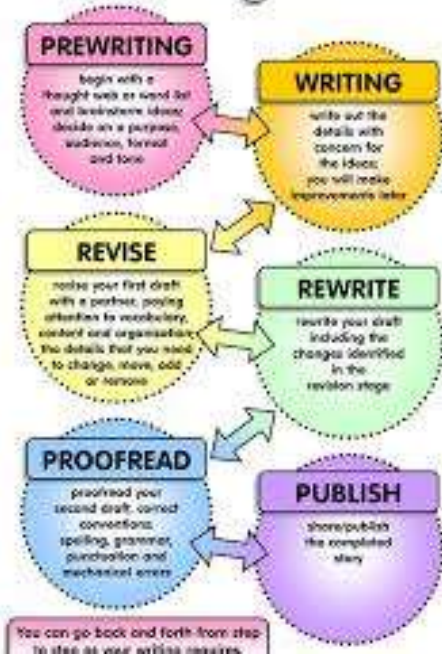 PREWRITING
begin with a
thought web or word list
and brainstorm ideas;
decide on a purpose,
audience, format
and tone
WRITING
write out the
details with
concern for
the ideas;
you will make
improvements later
REVISE
revise your first draft
with a partner, paying
attention to vocabulary,
content and organisation;
the details that you need
to change, move, add
or remove
REWRITE
rewrite your draft
including the
changes identified
in the
revision stage
PROOFREAD
proofread your
second draft, correct
conventions,
spelling, grammar,
punctuation and
mechanical errors
PUBLISH
share/publish
the completed
story
You can go back and forth from step
to step as your writing requires.